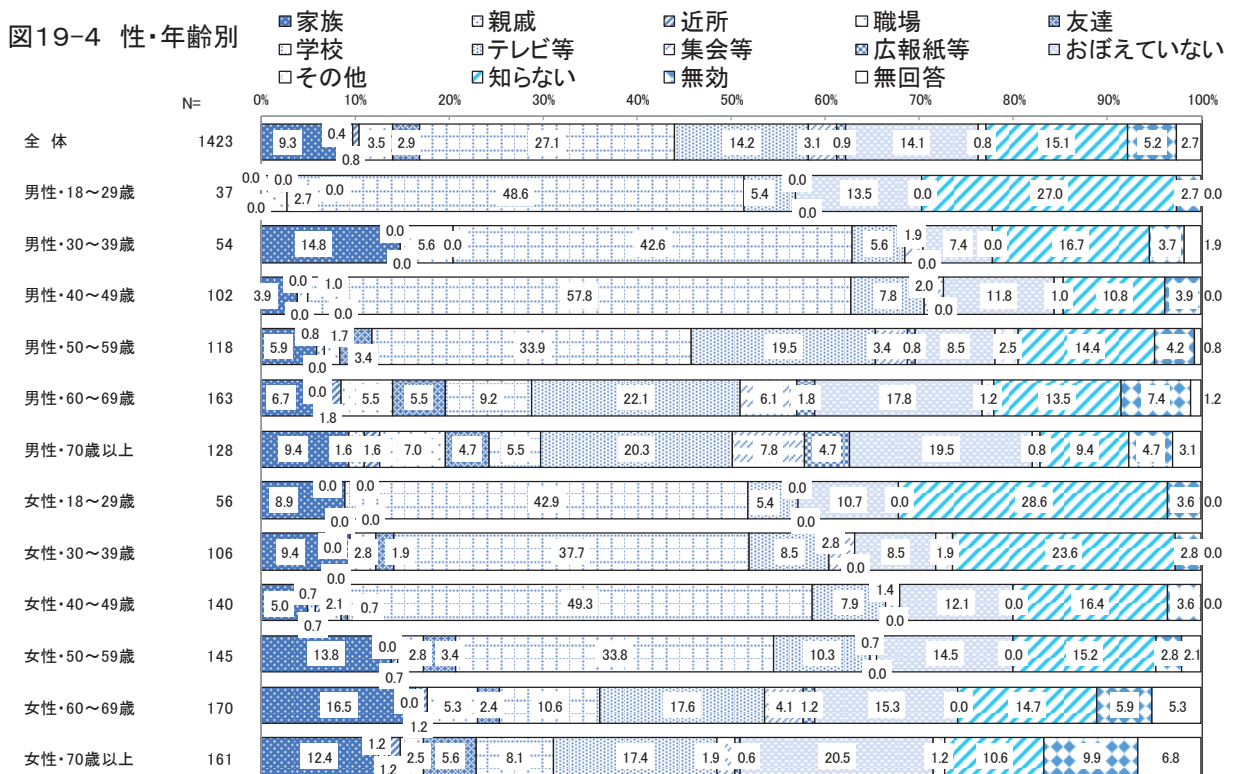 図19-4 性・年齢別
家族 親戚 近所 職場 友達
学校 テレビ等 集会等 広報紙等 おぼえていない
その他 知らない 無効 無回答
N= 0% 10% 20% 30% 40% 50% 60% 70% 80% 90% 100%
全 体 1423 9.3 0.8 0.4 3.5 2.9 27.1 14.2 3.1 0.9 14.1 0.8 15.1 5.2 2.7
男性・18～29歳 37 0.0 0.0 0.0 2.7 0.0 48.6 5.4 0.0 0.0 13.5 0.0 27.0 2.7 0.0
男性・30～39歳 54 14.8 0.0 0.0 5.6 0.0 42.6 5.6 1.9 0.0 7.4 0.0 16.7 3.7 1.9
男性・40～49歳 102 3.9 0.0 0.0 1.0 0.0 57.8 7.8 2.0 0.0 11.8 1.0 10.8 3.9 0.0
男性・50～59歳 118 5.9 0.8 0.0 1.7 3.4 33.9 19.5 3.4 0.8 8.5 2.5 14.4 4.2 0.8
男性・60～69歳 163 6.7 0.0 1.8 5.5 5.5 9.2 22.1 6.1 1.8 17.8 1.2 13.5 7.4 1.2
男性・70歳以上 128 9.4 1.6 1.6 7.0 4.7 5.5 20.3 7.8 4.7 19.5 0.8 9.4 4.7 3.1
女性・18～29歳 56 8.9 0.0 0.0 0.0 0.0 42.9 5.4 0.0 0.0 10.7 0.0 28.6 3.6 0.0
女性・30～39歳 106 9.4 0.0 0.0 2.8 1.9 37.7 8.5 2.8 0.0 8.5 1.9 23.6 2.8 0.0
女性・40～49歳 140 5.0 0.7 0.7 2.1 0.7 49.3 7.9 1.4 0.0 12.1 0.0 16.4 3.6 0.0
女性・50～59歳 145 13.8 0.0 0.7 2.8 3.4 33.8 10.3 0.7 0.0 14.5 0.0 15.2 2.8 2.1
女性・60～69歳 170 16.5 0.0 1.2 5.3 2.4 10.6 17.6 4.1 1.2 15.3 0.0 14.7 5.9 5.3
女性・70歳以上 161 12.4 1.2 1.2 2.5 5.6 8.1 17.4 1.9 0.6 20.5 1.2 10.6 9.9 6.8